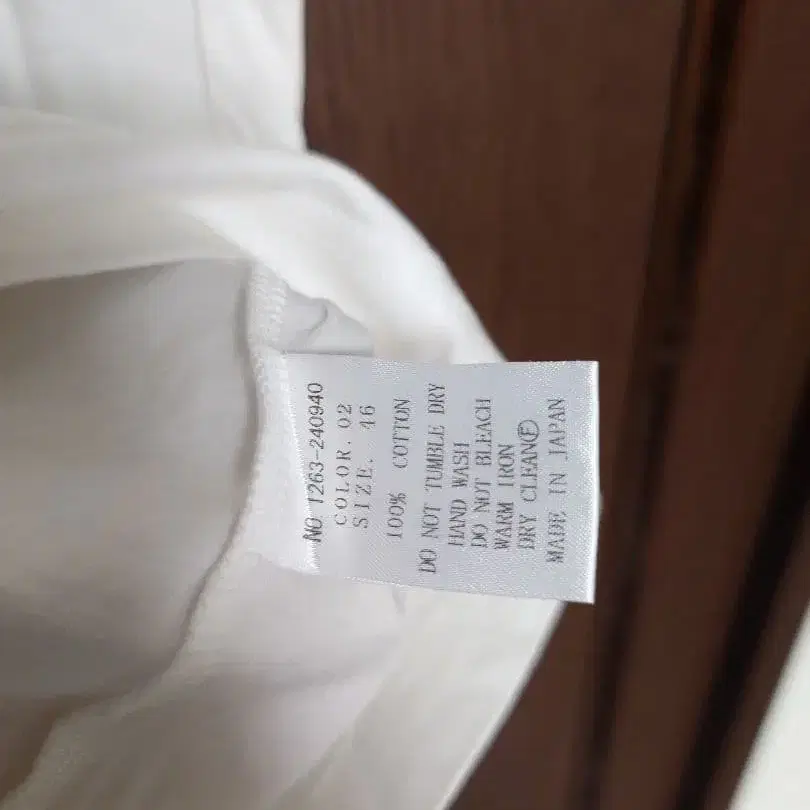 NO 1263-240940
COLOR. 02
SIZE. 46
100% COTTON
DO NOT TUMBLE DRY
HAND WASH
DO NOT BLEACH
WARM IRON
DRY CLEANⒻ
MADE IN JAPAN